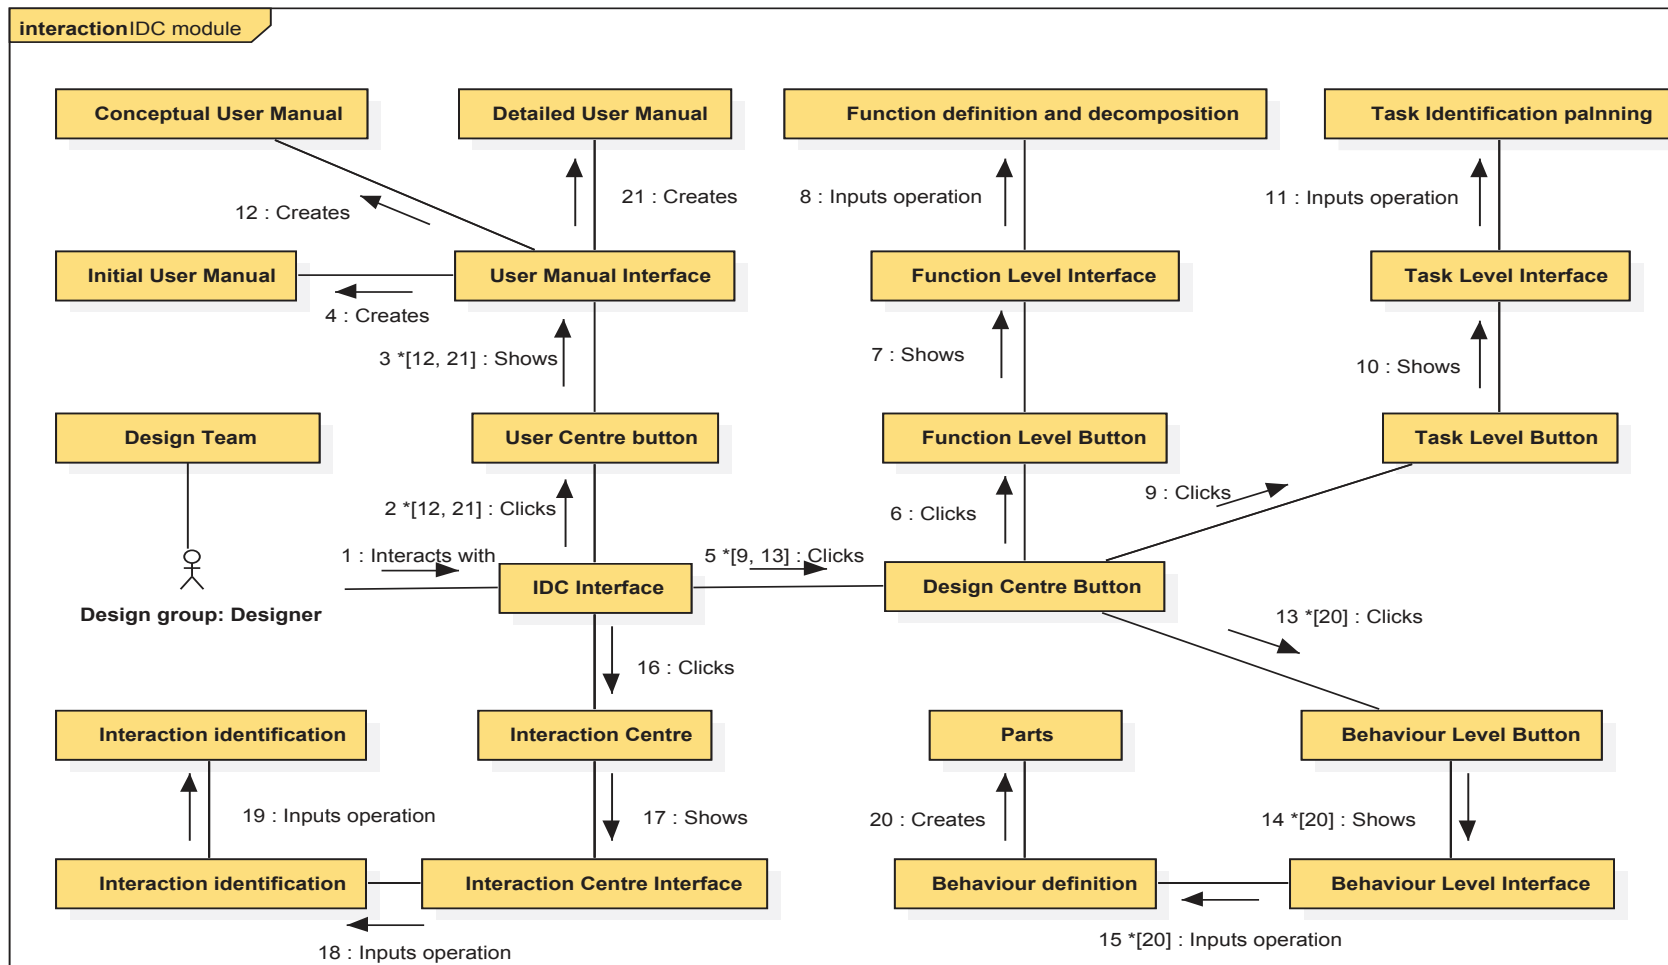 interactionIDC module
Conceptual User Manual
Detailed User Manual
Function definition and decomposition
Task Identification palnning
12 : Creates
21 : Creates
8 : Inputs operation
11 : Inputs operation
Initial User Manual
User Manual Interface
Function Level Interface
Task Level Interface
4 : Creates
3 *[12, 21] : Shows
7 : Shows
10 : Shows
Design Team
User Centre button
Function Level Button
Task Level Button
2 *[12, 21] : Clicks
6 : Clicks
9 : Clicks
1 : Interacts with
5 *[9, 13] : Clicks
Design group: Designer
IDC Interface
Design Centre Button
16 : Clicks
13 *[20] : Clicks
Interaction identification
Interaction Centre
Parts
Behaviour Level Button
19 : Inputs operation
17 : Shows
20 : Creates
14 *[20] : Shows
Interaction identification
Interaction Centre Interface
Behaviour definition
Behaviour Level Interface
18 : Inputs operation
15 *[20] : Inputs operation